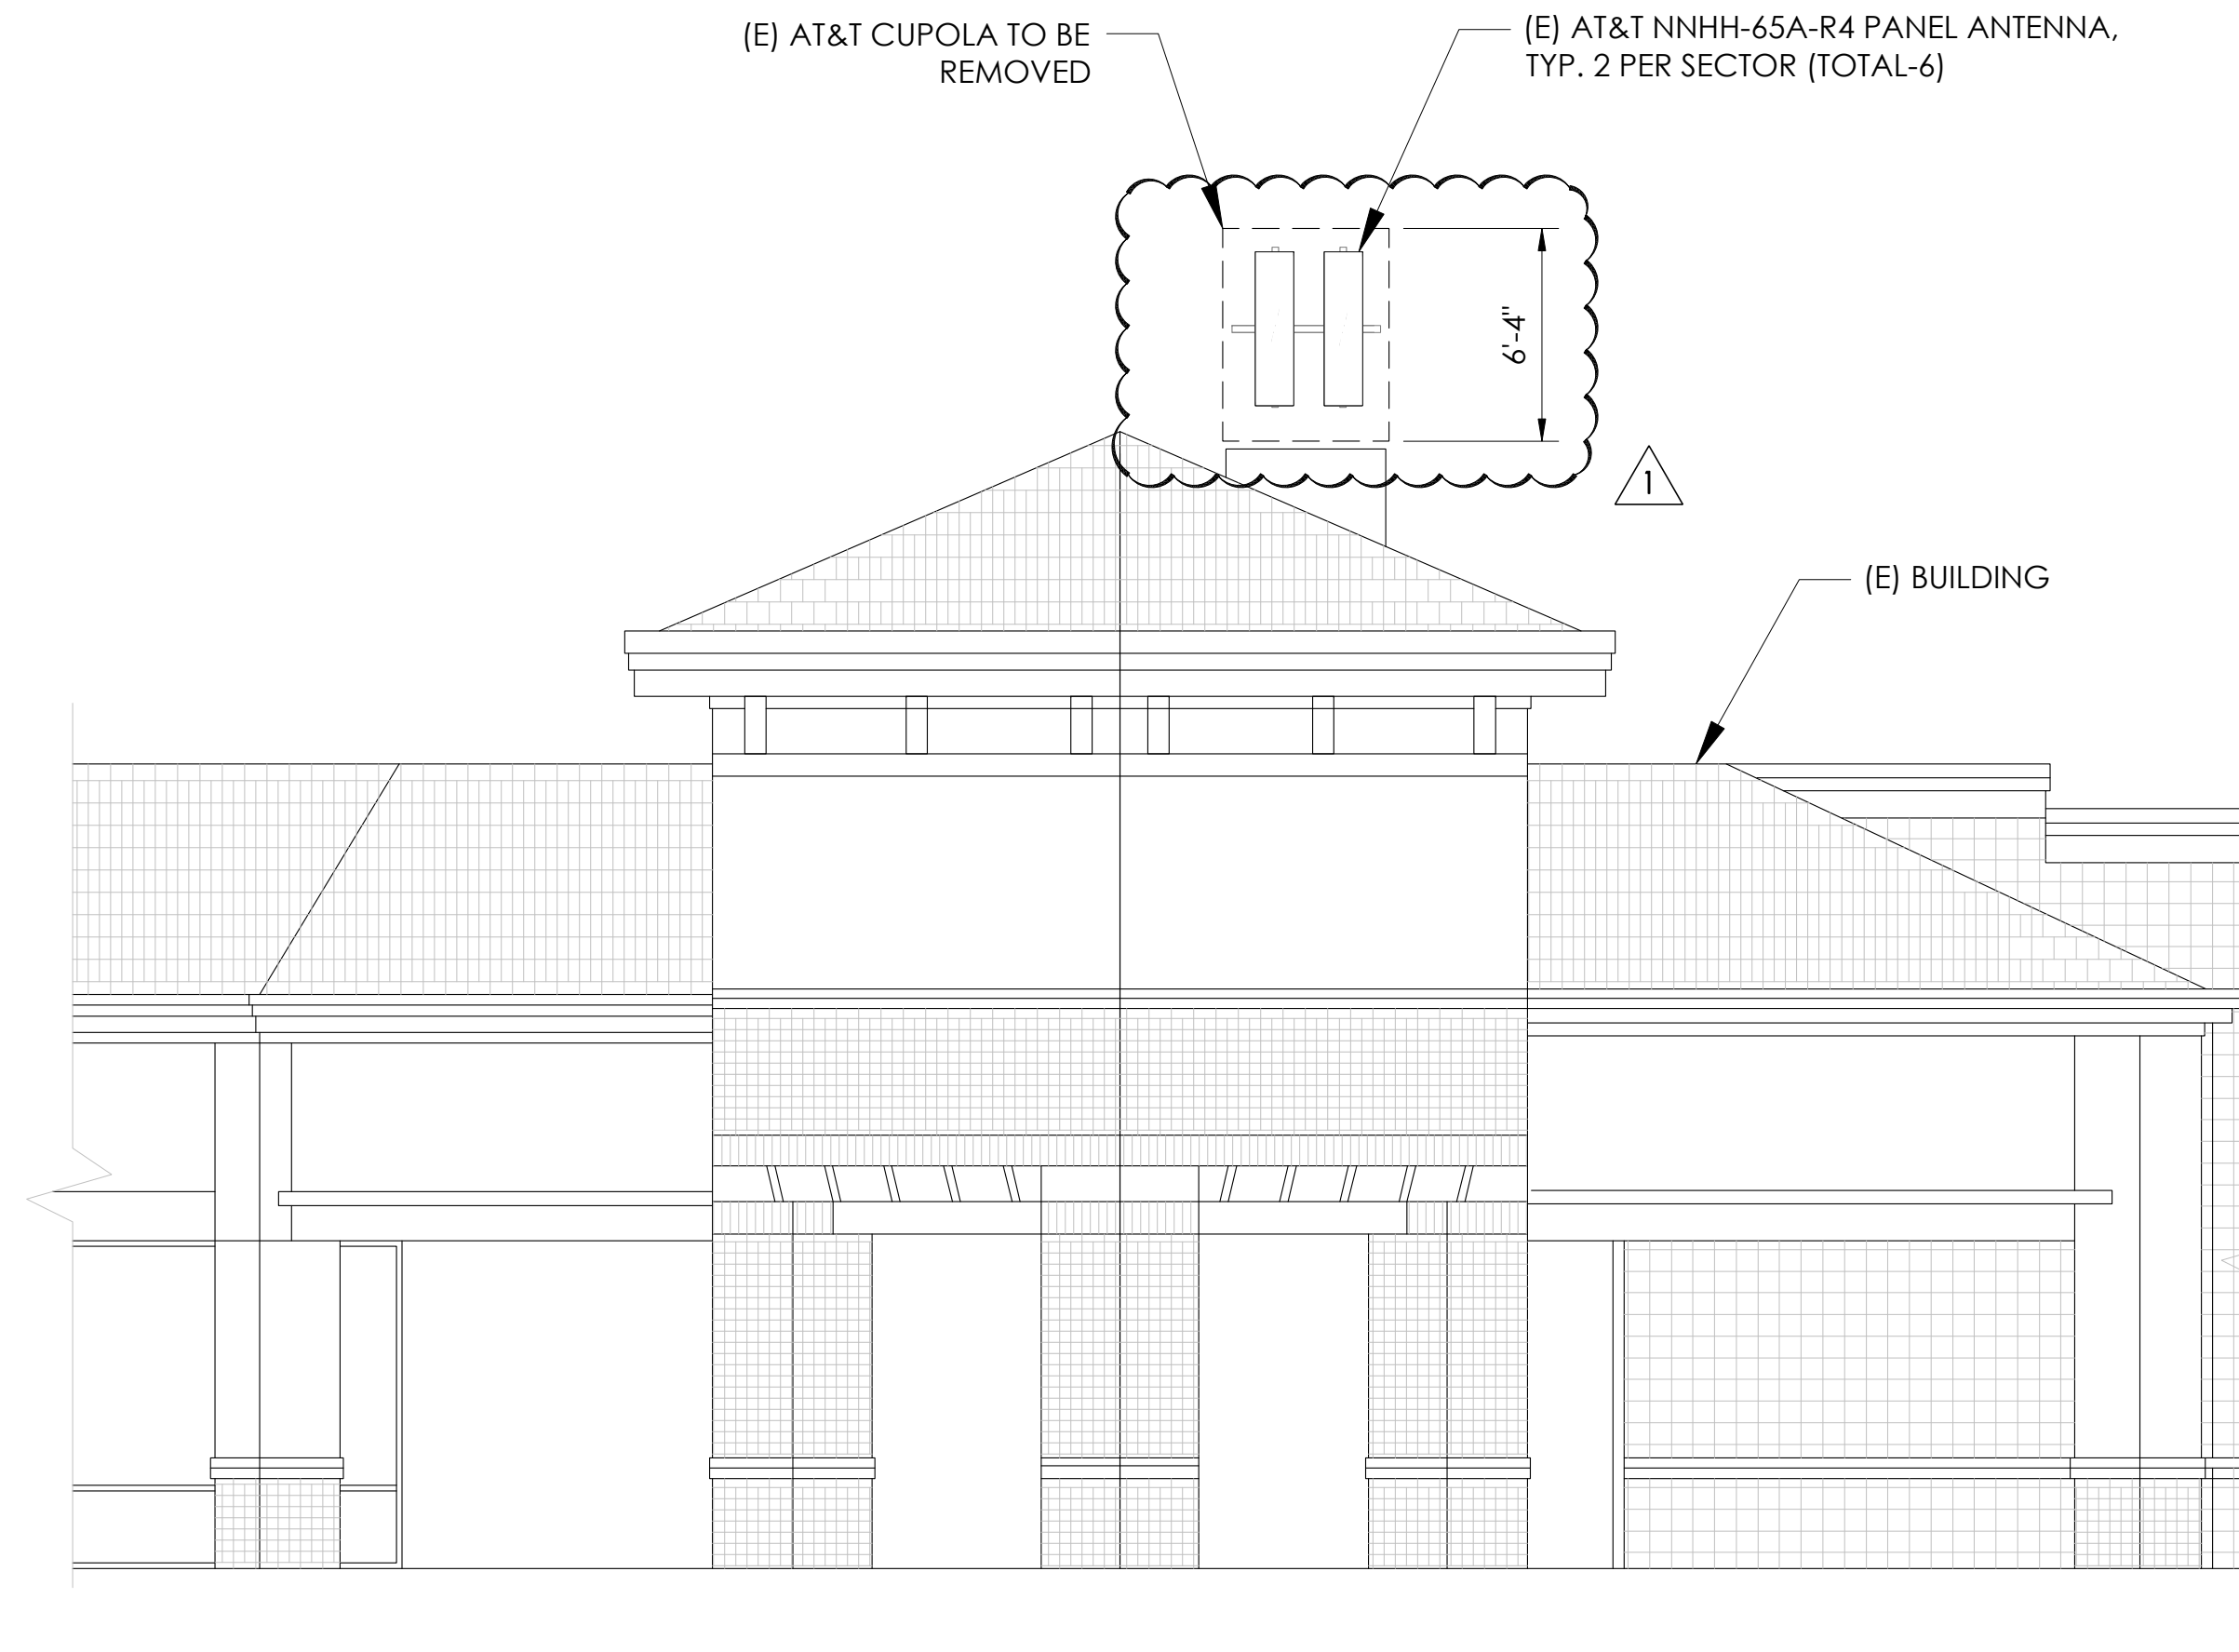 (E) AT&T CUPOLA TO BE
REMOVED
(E) AT&T NNHH-65A-R4 PANEL ANTENNA,
TYP. 2 PER SECTOR (TOTAL-6)
6'-4"
1
(E) BUILDING